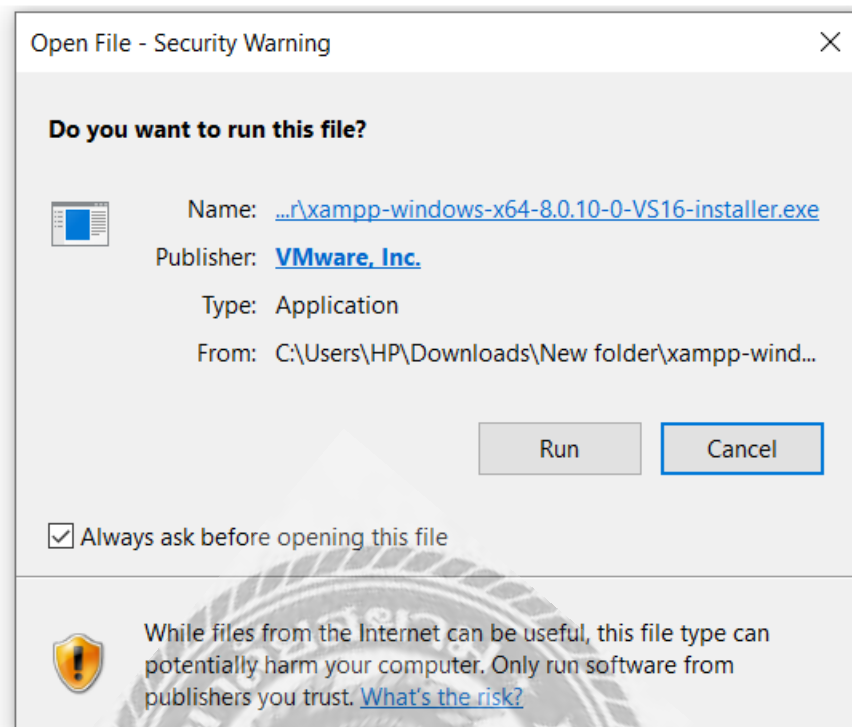 Open File - Security Warning
Do you want to run this file?
Name: ...r\xampp-windows-x64-8.0.10-0-VS16-installer.exe
Publisher: VMware, Inc.
Type: Application
From: C:\Users\HP\Downloads\New folder\xampp-wind...
Run Cancel
Always ask before opening this file
While files from the Internet can be useful, this file type can
potentially harm your computer. Only run software from
publishers you trust. What's the risk?